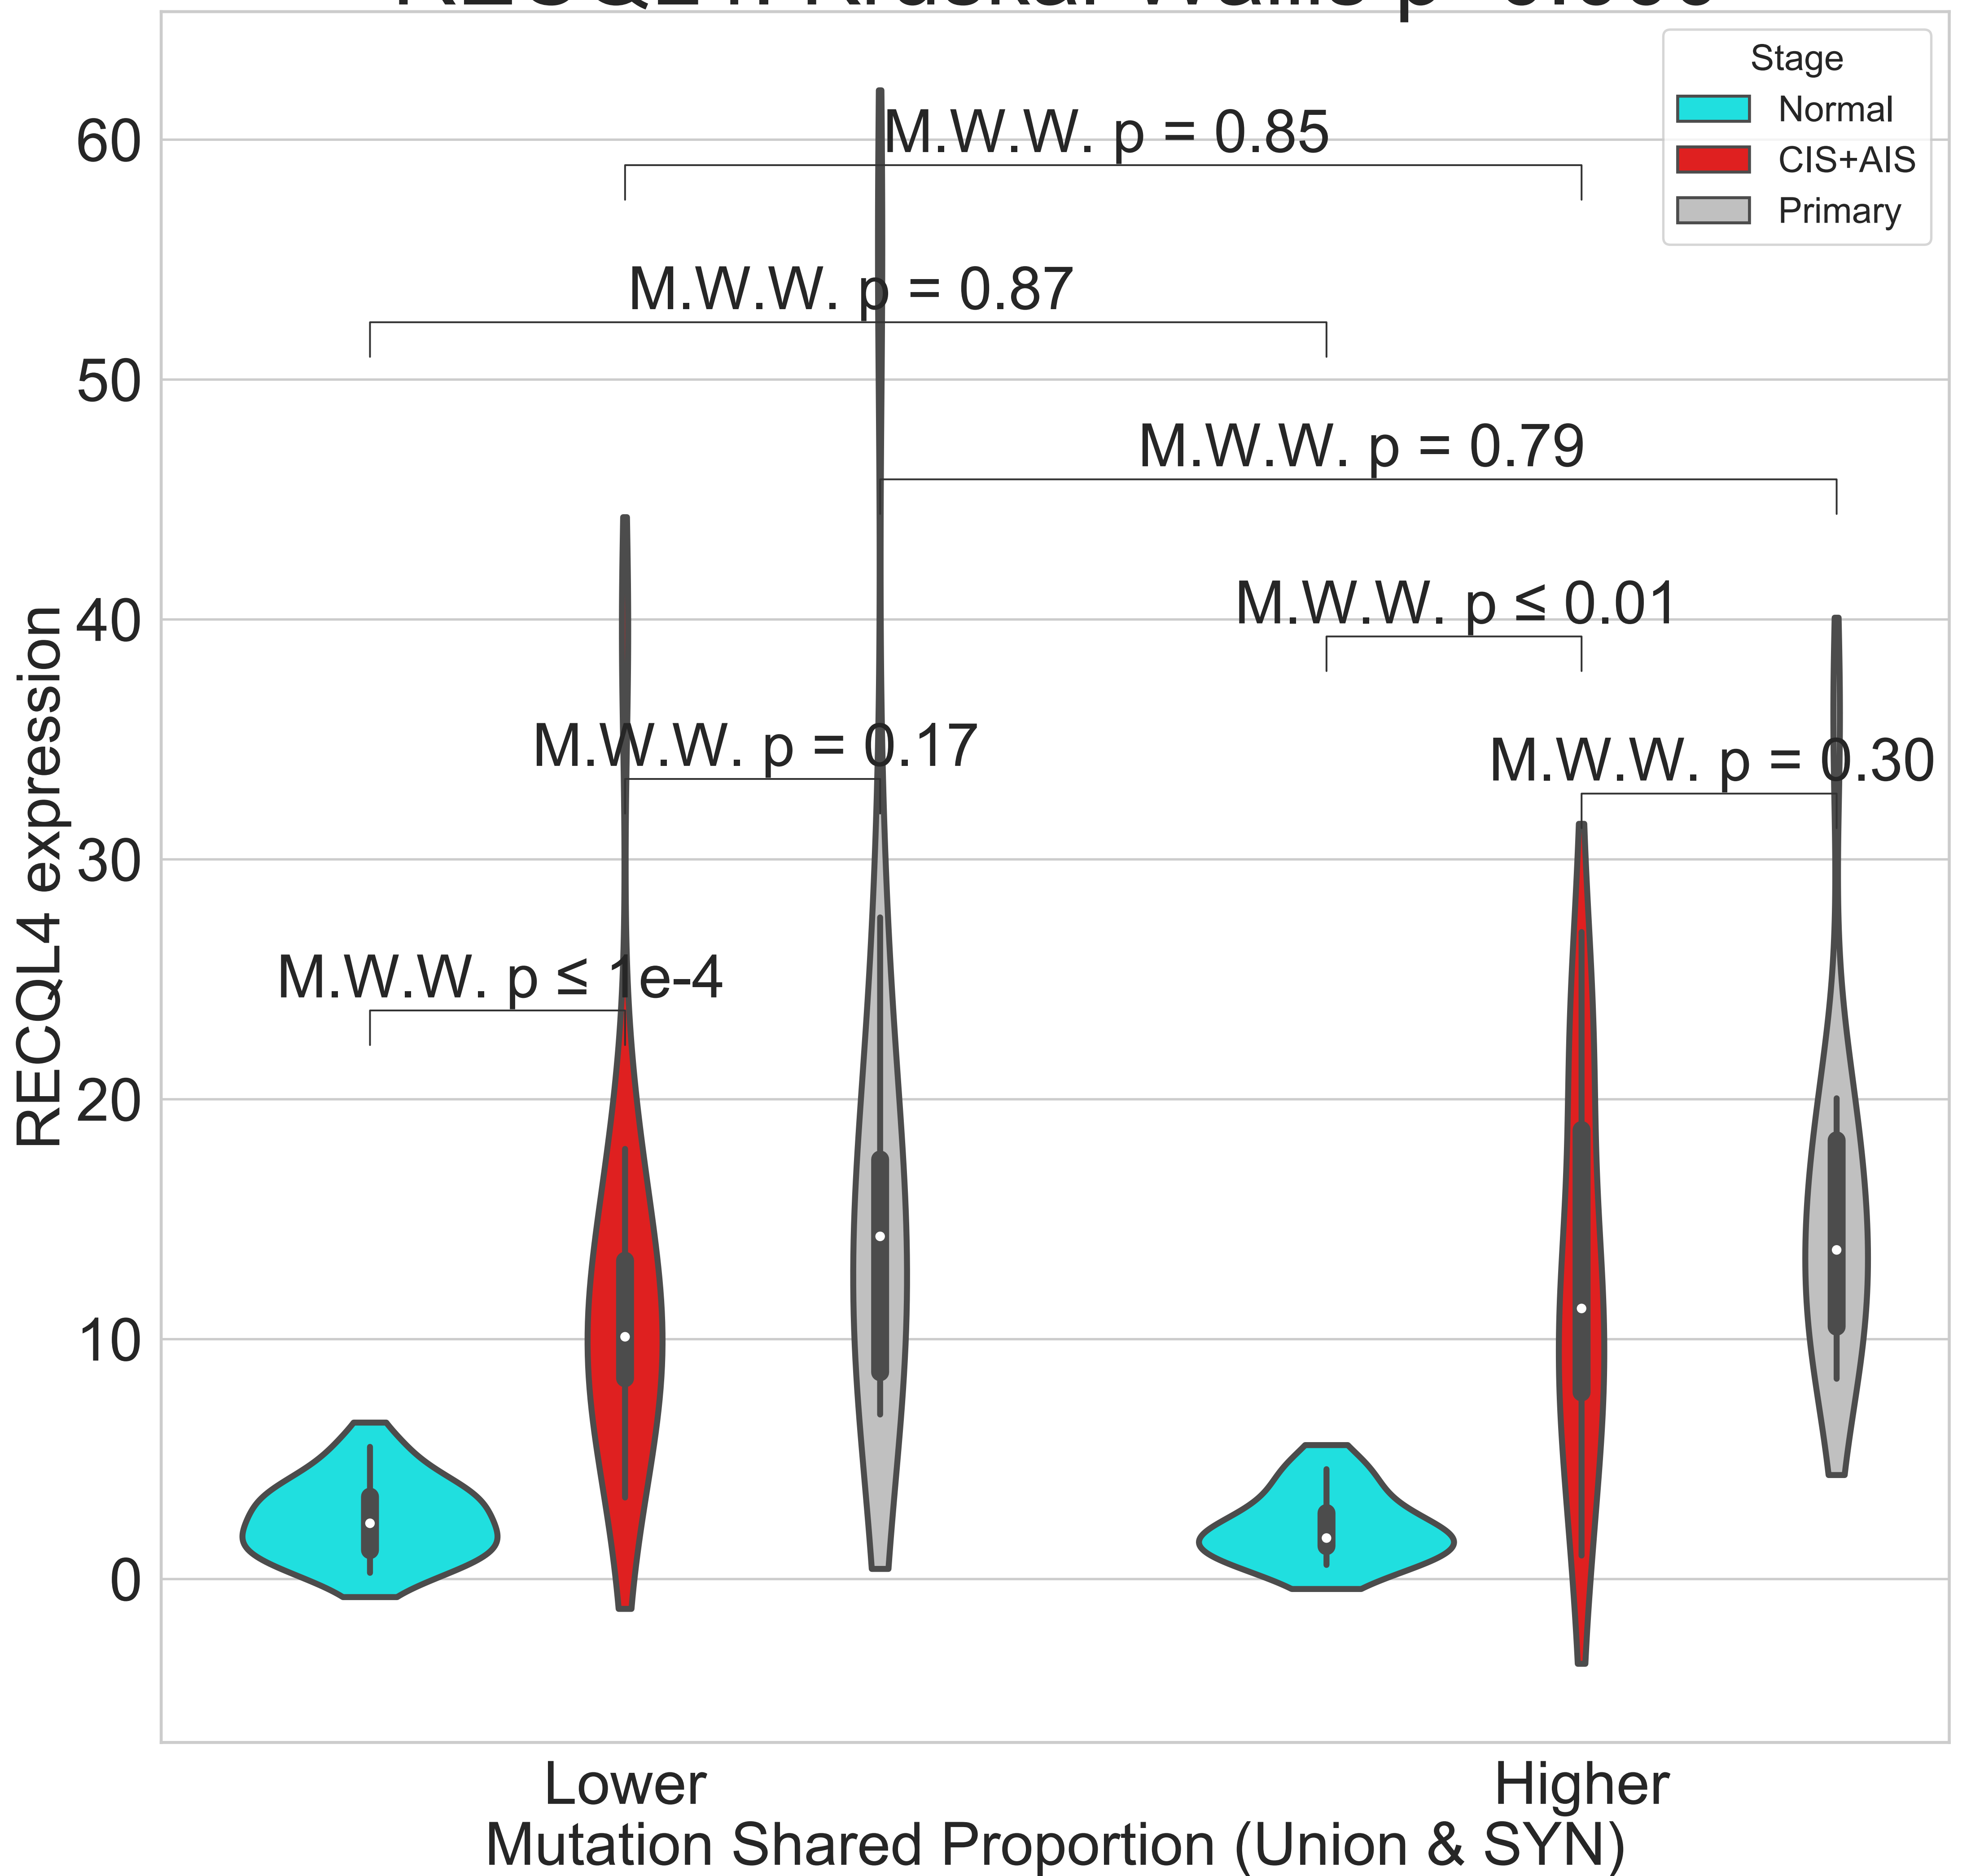 Stage
Normal
CIS+AIS
Primary
M.W.W. p = 0.85
M.W.W. p = 0.87
M.W.W. p = 0.79
M.W.W. p ≤ 0.01
M.W.W. p = 0.17
M.W.W. p = 0.30
M.W.W. p ≤ 1e-4
60
50
40
30
20
10
0
RECQL4 expression
Lower
Higher
Mutation Shared Proportion (Union & SYN)